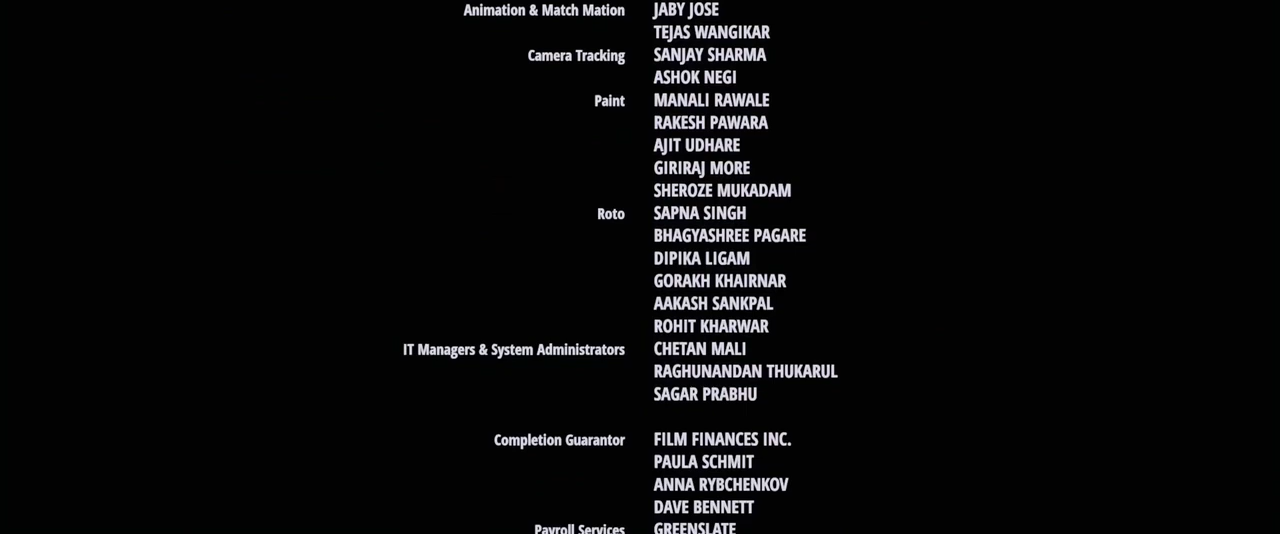 Animation & Match Mation JABY JOSE
TEJAS WANGIKAR
Camera Tracking SANJAY SHARMA
ASHOK NEGI
Paint MANALI RAWALE
RAKESH PAWARA
AJIT UDHARE
GIRIRAJ MORE
SHEROZE MUKADAM
Roto SAPNA SINGH
BHAGYASHREE PAGARE
DIPIKA LIGAM
GORAKH KHAIRNAR
AAKASH SANKPAL
ROHIT KHARWAR
IT Managers & System Administrators CHETAN MALI
RAGHUNANDAN THUKARUL
SAGAR PRABHU
Completion Guarantor FILM FINANCES INC.
PAULA SCHMIT
ANNA RYBCHENKOV
DAVE BENNETT
Payroll Services GREENSLATE